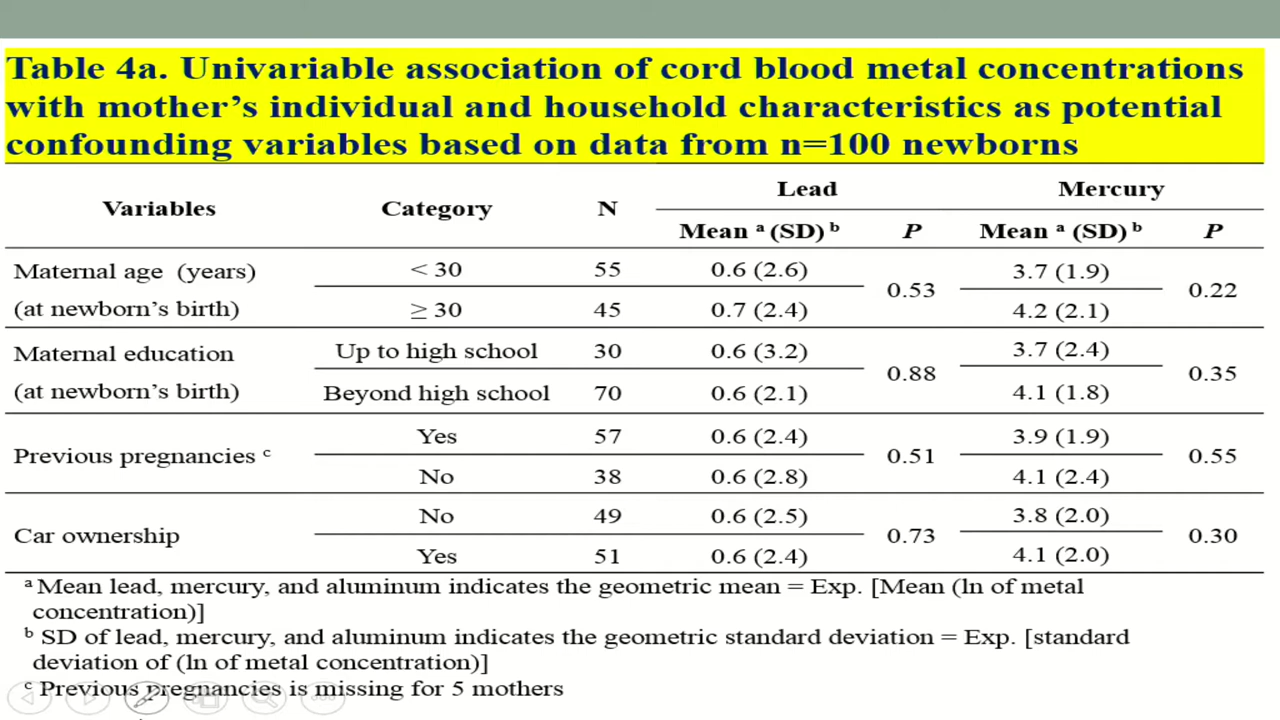 Table 4a. Univariable association of cord blood metal concentrations
with mother’s individual and household characteristics as potential
confounding variables based on data from n=100 newborns
Variables Category N Lead Mercury
Mean a (SD) b P Mean a (SD) b P
Maternal age (years) < 30 55 0.6 (2.6) 0.53 3.7 (1.9) 0.22
(at newborn’s birth) ≥ 30 45 0.7 (2.4) 4.2 (2.1)
Maternal education Up to high school 30 0.6 (3.2) 0.88 3.7 (2.4) 0.35
(at newborn’s birth) Beyond high school 70 0.6 (2.1) 4.1 (1.8)
Previous pregnancies c Yes 57 0.6 (2.4) 0.51 3.9 (1.9) 0.55
No 38 0.6 (2.8) 4.1 (2.4)
Car ownership No 49 0.6 (2.5) 0.73 3.8 (2.0) 0.30
Yes 51 0.6 (2.4) 4.1 (2.0)
a Mean lead, mercury, and aluminum indicates the geometric mean = Exp. [Mean (ln of metal
concentration)]
b SD of lead, mercury, and aluminum indicates the geometric standard deviation = Exp. [standard
deviation of (ln of metal concentration)]
c Previous pregnancies is missing for 5 mothers